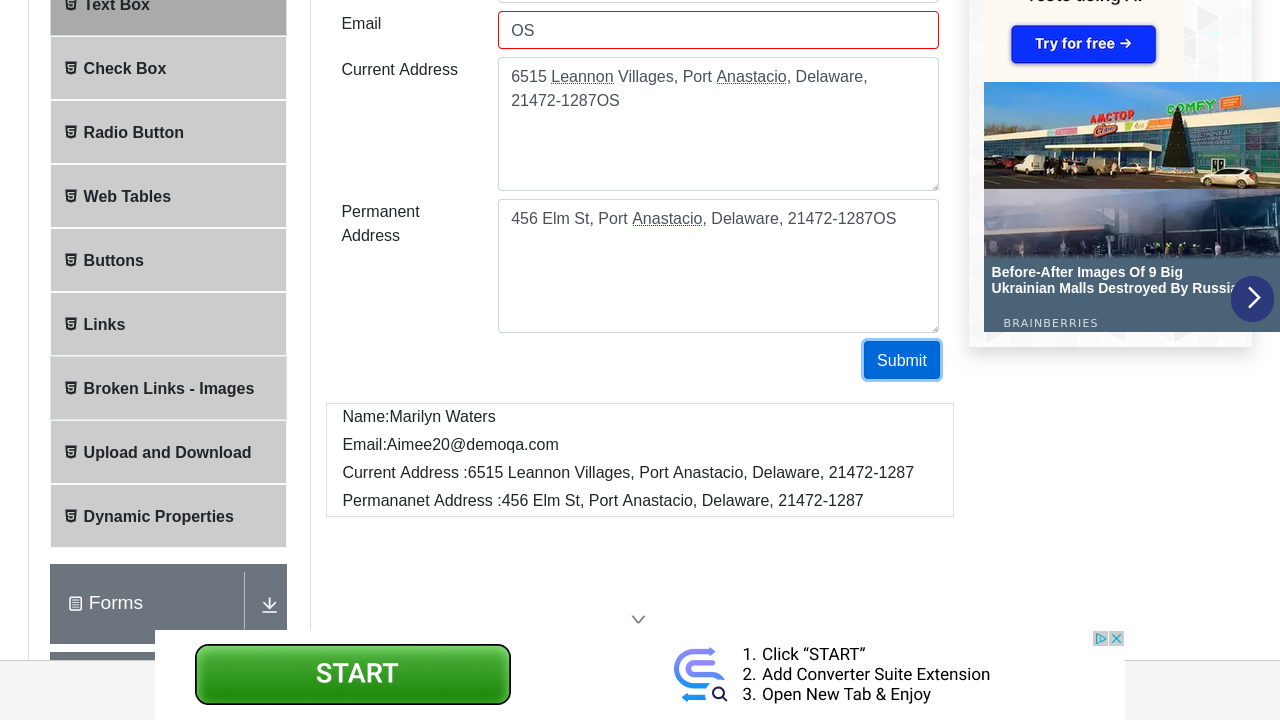 Text Box
Email
OS
Check Box
Current Address
6515 Leannon Villages, Port Anastacio, Delaware,
21472-1287OS
Radio Button
Web Tables
Permanent
Address
456 Elm St, Port Anastacio, Delaware, 21472-1287OS
Buttons
Links
Submit
Broken Links - Images
Name:Marilyn Waters
Email:Aimee20@demoqa.com
Current Address :6515 Leannon Villages, Port Anastacio, Delaware, 21472-1287
Permananet Address :456 Elm St, Port Anastacio, Delaware, 21472-1287
Upload and Download
Dynamic Properties
Forms
Try for free →
АМСТОР
COMFY
Before-After Images Of 9 Big
Ukrainian Malls Destroyed By Russia
BRAINBERRIES
START
1. Click “START”
2. Add Converter Suite Extension
3. Open New Tab & Enjoy